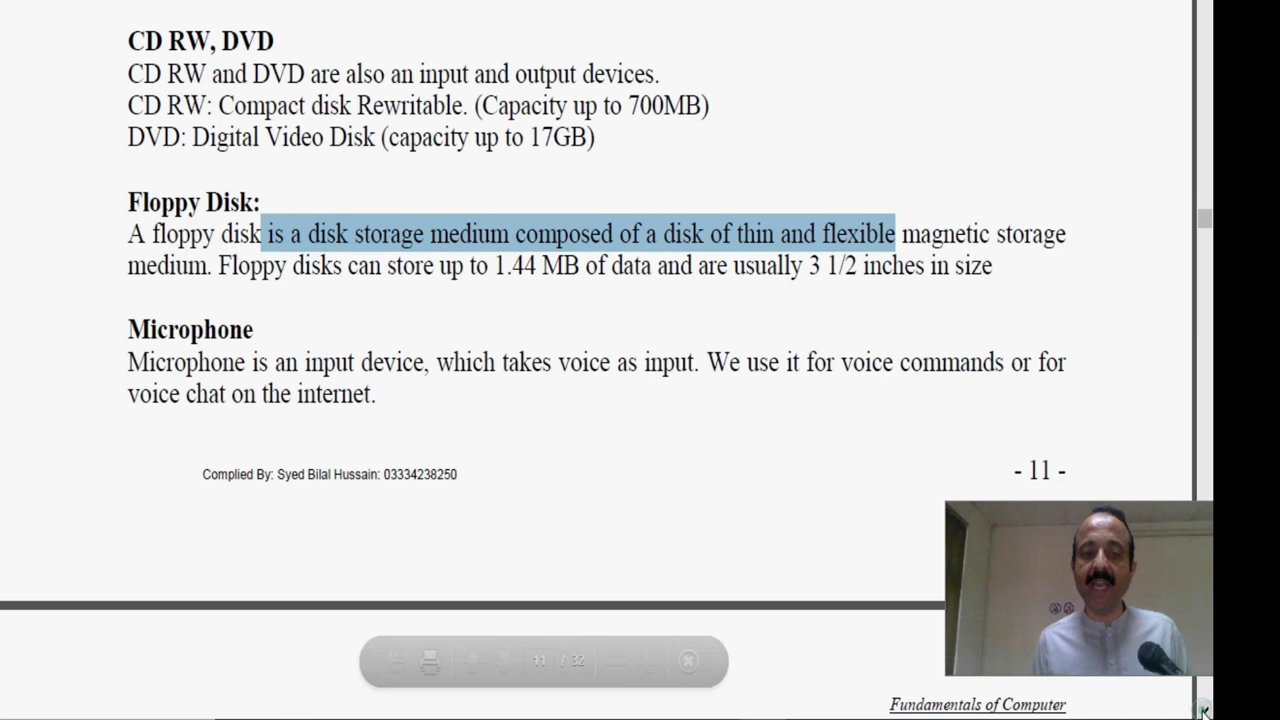 CD RW, DVD
CD RW and DVD are also an input and output devices.
CD RW: Compact disk Rewritable. (Capacity up to 700MB)
DVD: Digital Video Disk (capacity up to 17GB)
Floppy Disk:
A floppy disk is a disk storage medium composed of a disk of thin and flexible magnetic storage
medium. Floppy disks can store up to 1.44 MB of data and are usually 3 1/2 inches in size
Microphone
Microphone is an input device, which takes voice as input. We use it for voice commands or for
voice chat on the internet.
Complied By: Syed Bilal Hussain: 03334238250
- 11 -
11 / 32
Fundamentals of Computer